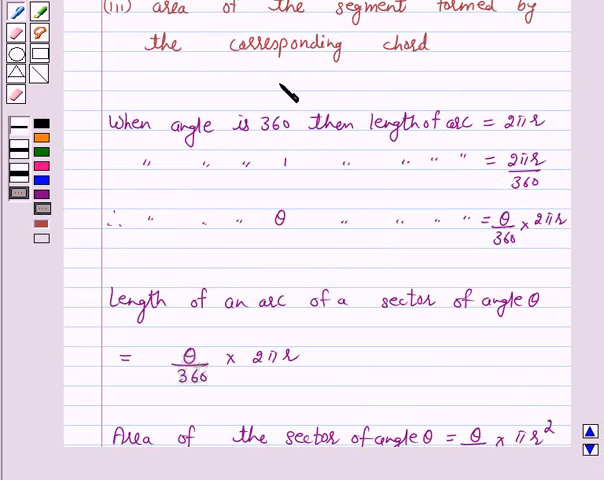 (iii) area of the segment formed by
the corresponding chord
When angle is 360 then length of arc = 2πr
" " " 1 " " " " = 2πr/360
∴ " " " θ " " " " = θ/360 × 2πr
Length of an arc of a sector of angle θ
= θ/360 × 2πr
Area of the sector of angle θ = θ × πr²